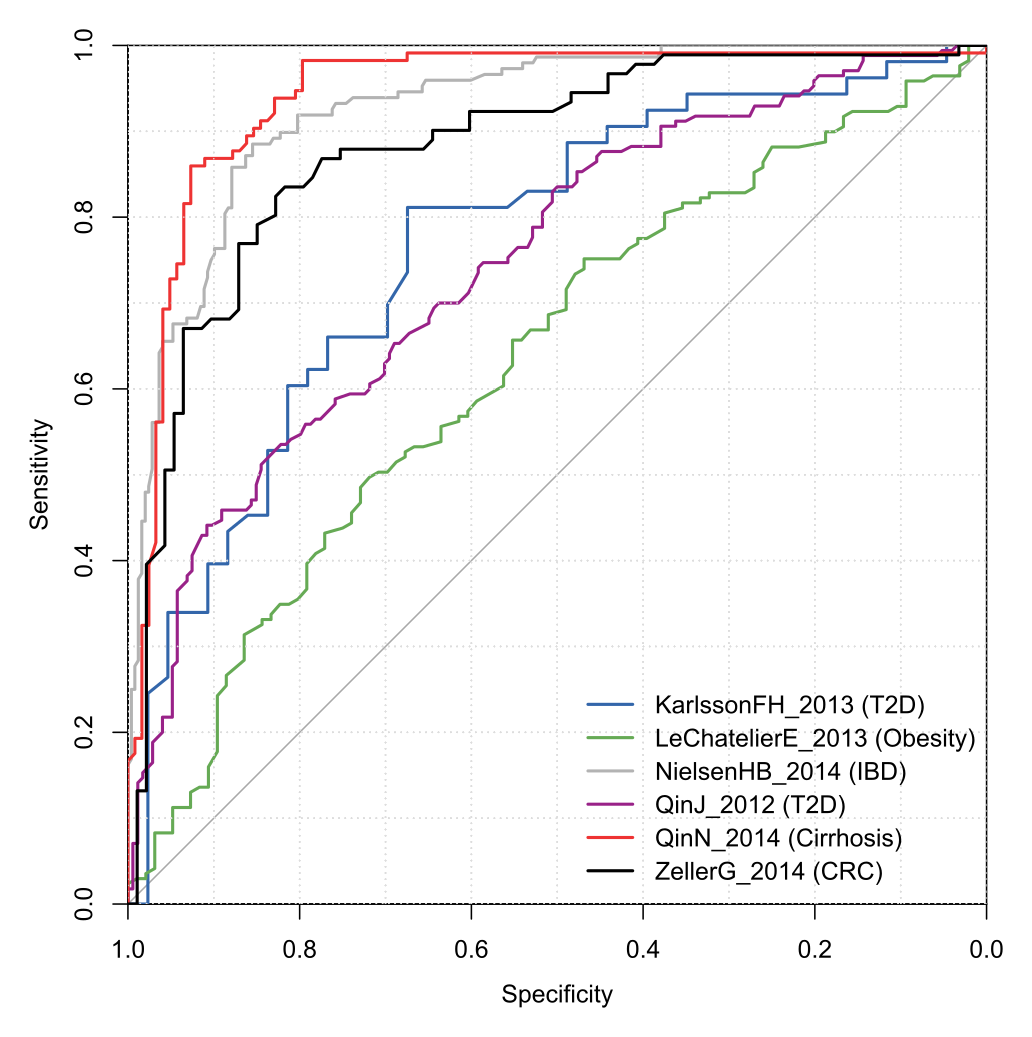 1.0
0.8
0.6
0.4
0.2
0.0
Sensitivity
KarlssonFH_2013 (T2D)
LeChatelierE_2013 (Obesity)
NielsenHB_2014 (IBD)
QinJ_2012 (T2D)
QinN_2014 (Cirrhosis)
ZellerG_2014 (CRC)
1.0 0.8 0.6 0.4 0.2 0.0
Specificity